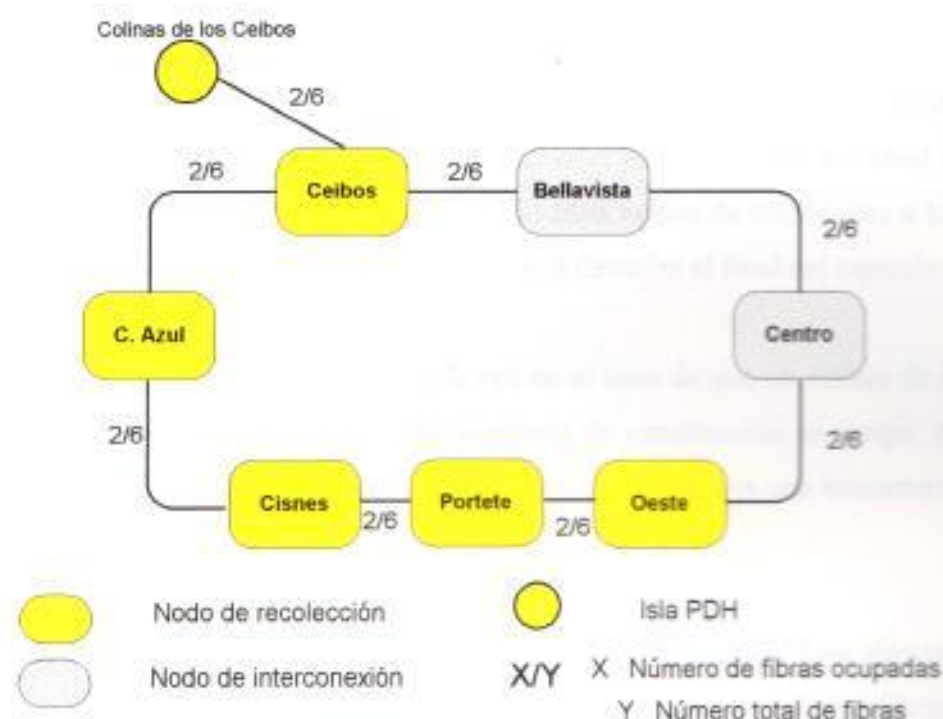 Colinas de los Ceibos
2/6
2/6
Ceibos
2/6
Bellavista
2/6
C. Azul
Centro
2/6
2/6
Cisnes
2/6
Portete
2/6
Oeste
Nodo de recolección
Isla PDH
Nodo de interconexión
X/Y
X Número de fibras ocupadas
Y Número total de fibras